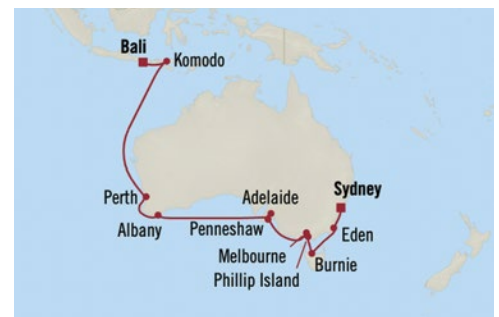 Bali
Komodo
Perth
Albany
Penneshaw
Adelaide
Sydney
Eden
Melbourne
Phillip Island
Burnie